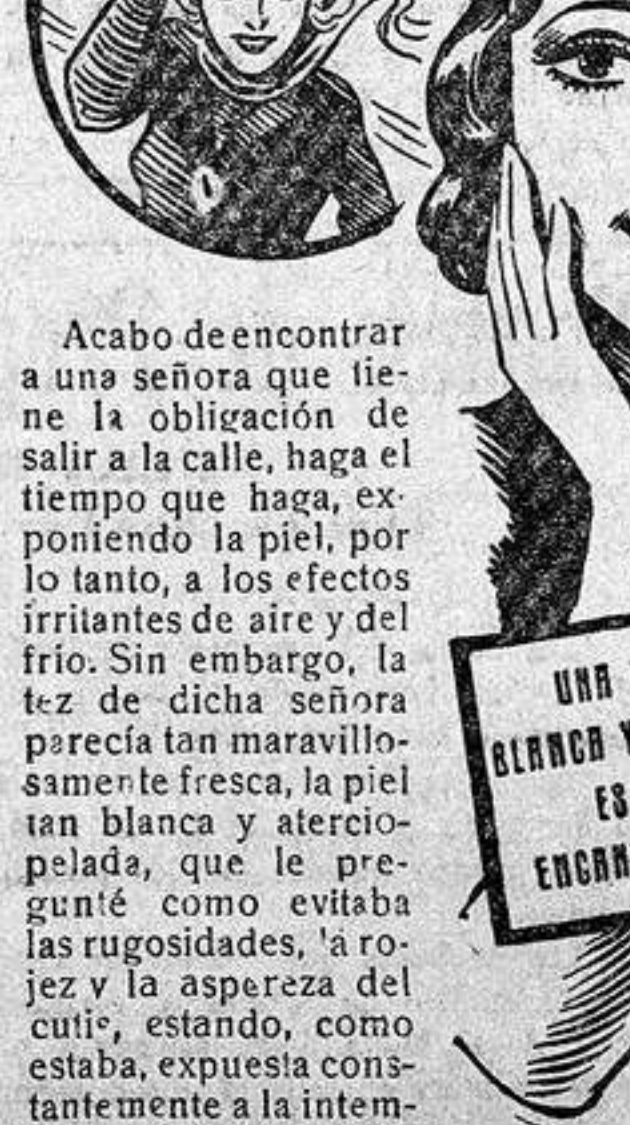 Acabo de encontrar
a una señora que tie-
ne la obligación de
salir a la calle, haga el
tiempo que haga, ex-
poniendo la piel, por
lo tanto, a los efectos
irritantes de aire y del
frio. Sin embargo, la
tez de dicha señora
parecía tan maravillo-
samente fresca, la piel
tan blanca y atercio-
pelada, que le pre-
gunté como evitaba
las rugosidades, 'a ro-
jez y la aspereza del
cutis, estando, como
estaba, expuesta cons-
tantemente a la intem-
UNA
BLANCA Y
ES
ENCAN